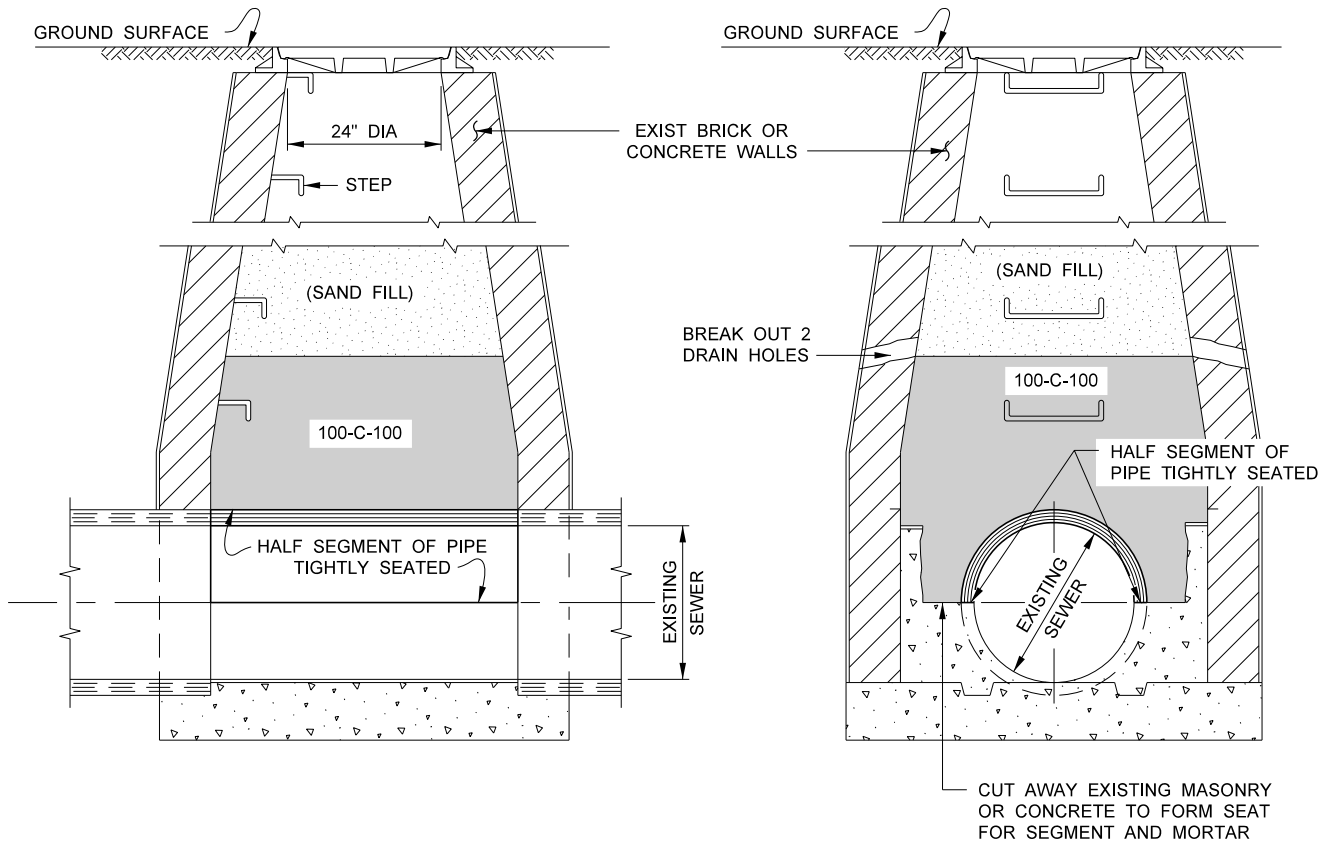 GROUND SURFACE
24" DIA
STEP
EXIST BRICK OR
CONCRETE WALLS
(SAND FILL)
100-C-100
HALF SEGMENT OF PIPE
TIGHTLY SEATED
EXISTING
SEWER
GROUND SURFACE
(SAND FILL)
BREAK OUT 2
DRAIN HOLES
100-C-100
HALF SEGMENT OF
PIPE TIGHTLY SEATED
EXISTING
SEWER
CUT AWAY EXISTING MASONRY
OR CONCRETE TO FORM SEAT
FOR SEGMENT AND MORTAR